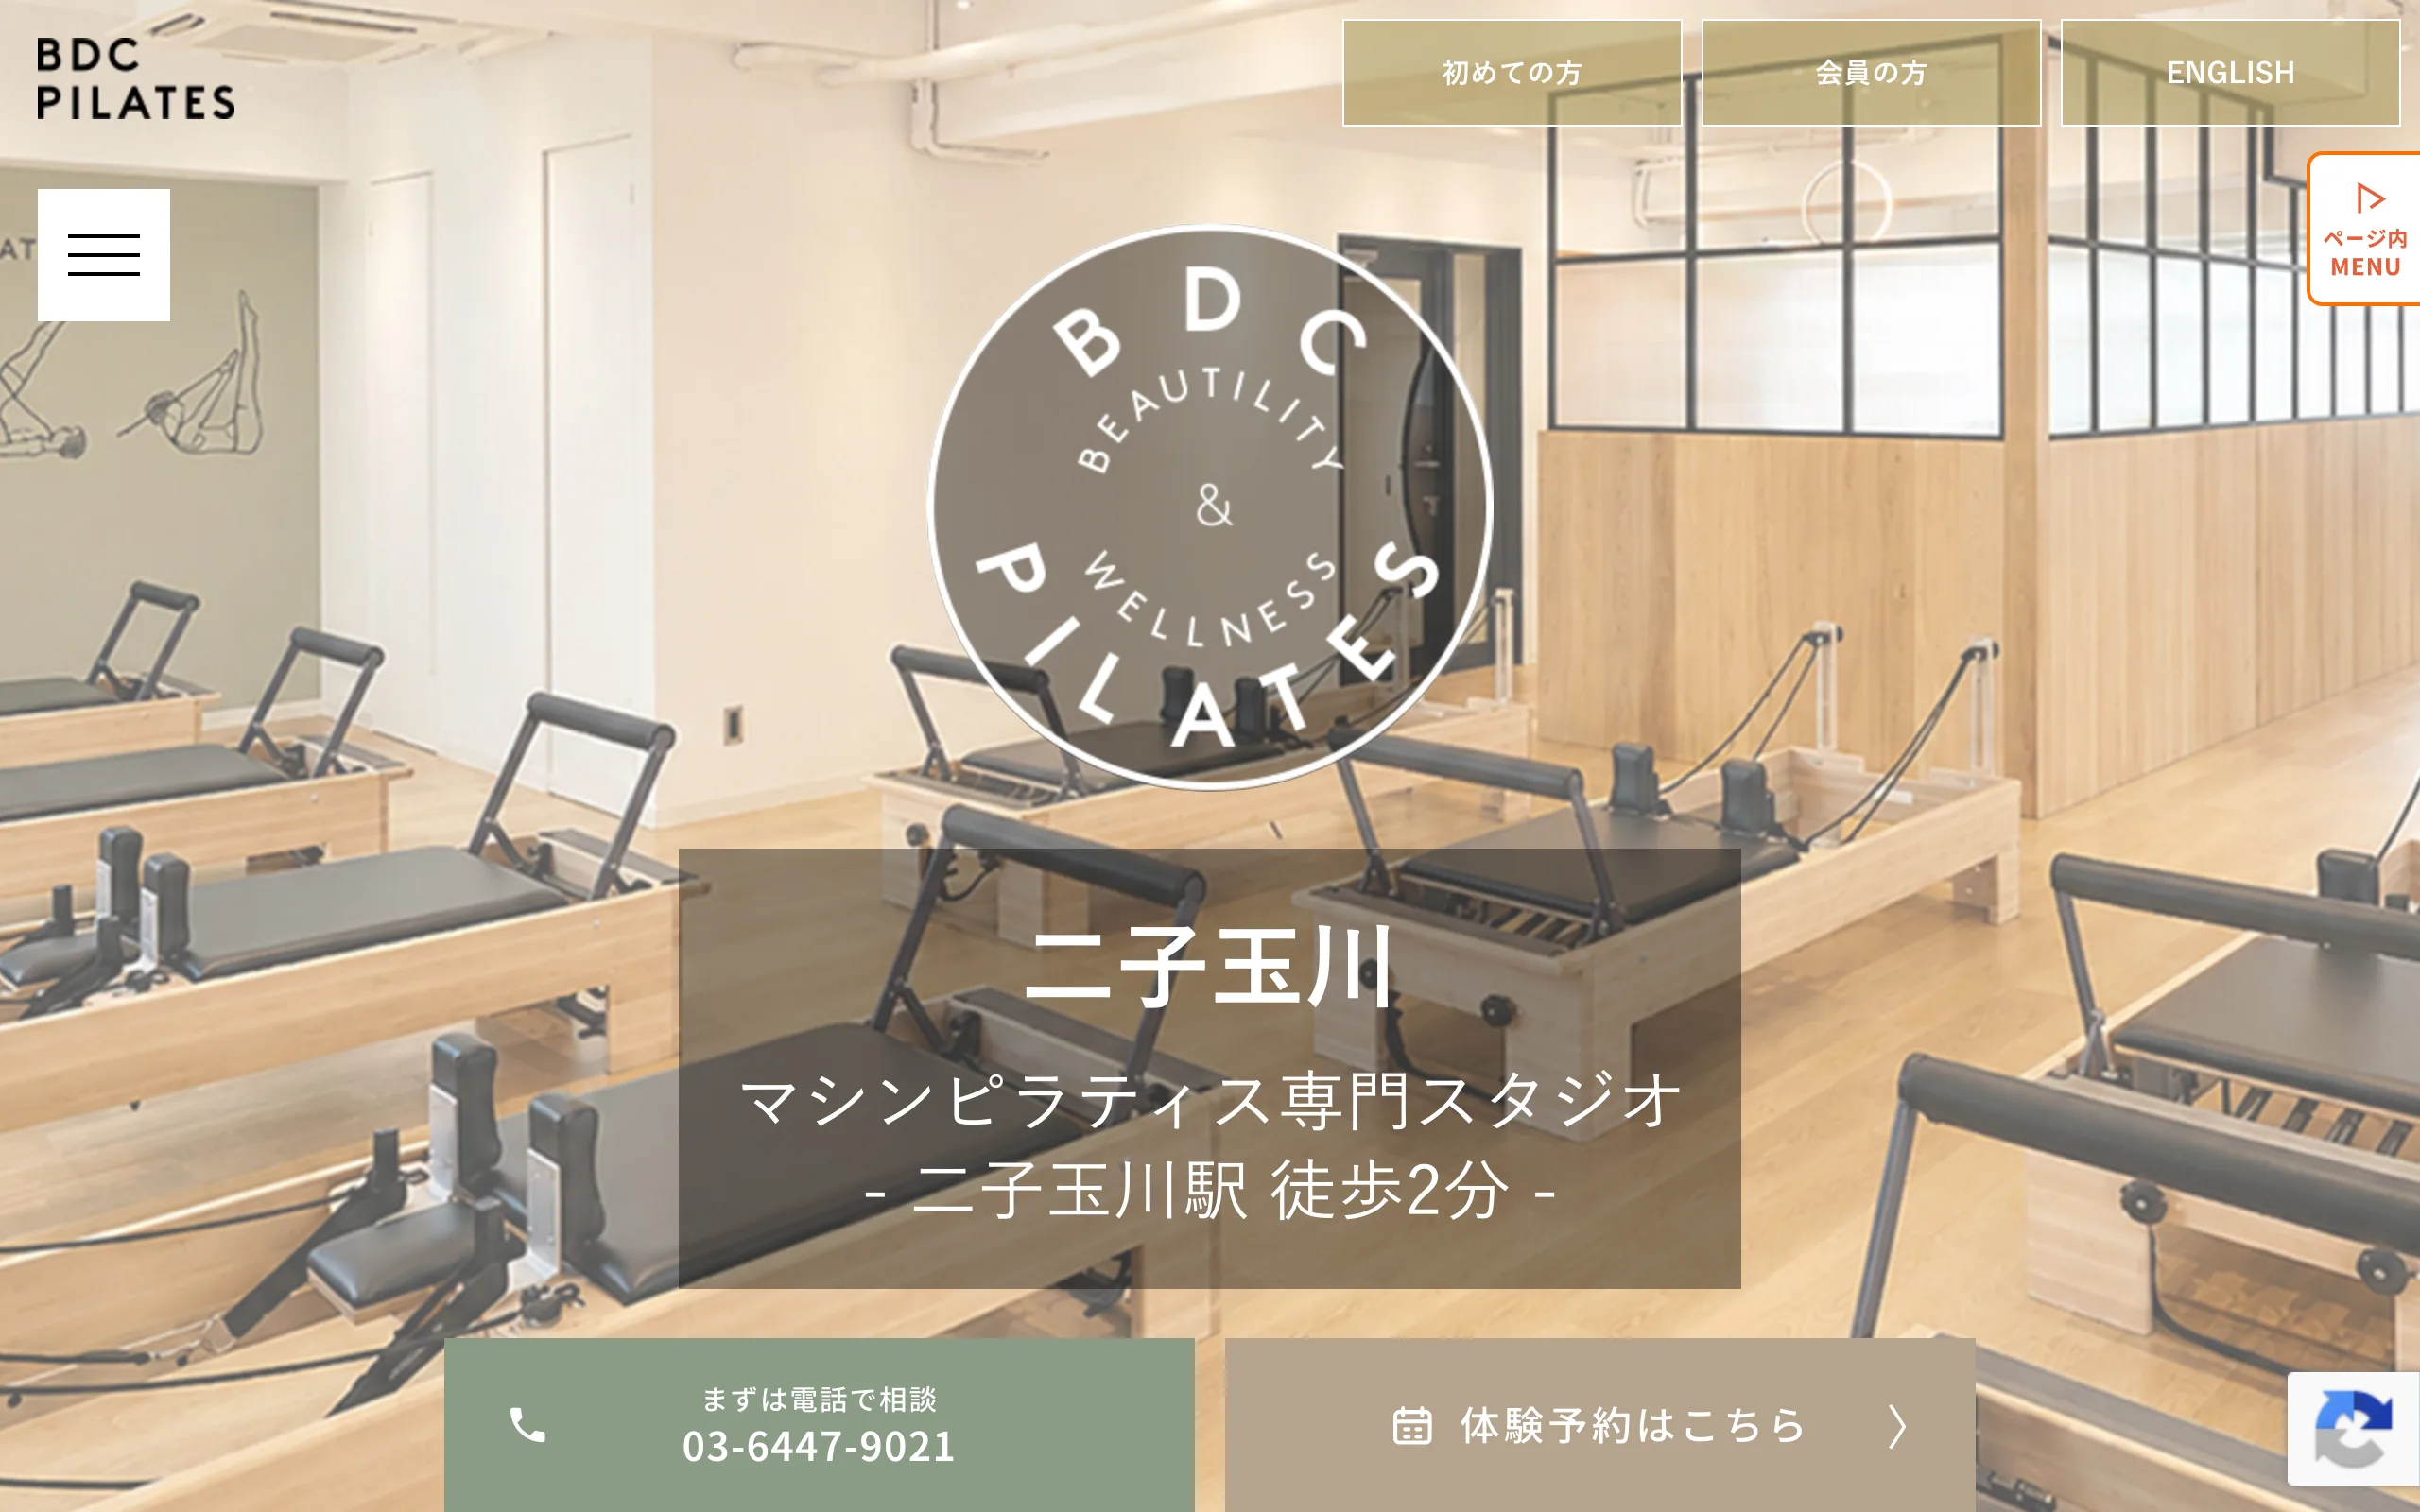 BDC
PILATES
初めての方
会員の方
ENGLISH
ページ内
MENU
AT
BDC
BEAUTILITY
&
WELLNESS
PILATES
二子玉川
マシンピラティス専門スタジオ
- 二子玉川駅 徒歩2分 -
まずは電話で相談
03-6447-9021
体験予約はこちら